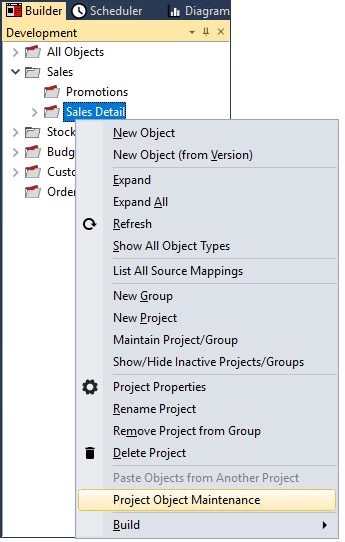 Builder Scheduler Diagram
Development
All Objects
Sales
Promotions
Sales Detail
Stock
Budg
Custo
Orde
New Object
New Object (from Version)
Expand
Expand All
Refresh
Show All Object Types
List All Source Mappings
New Group
New Project
Maintain Project/Group
Show/Hide Inactive Projects/Groups
Project Properties
Rename Project
Remove Project from Group
Delete Project
Paste Objects from Another Project
Project Object Maintenance
Build